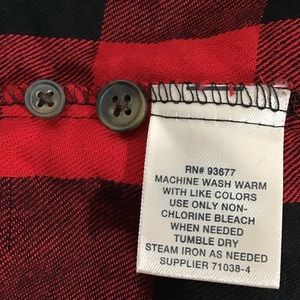 RN# 93677
MACHINE WASH WARM
WITH LIKE COLORS
USE ONLY NON-
CHLORINE BLEACH
WHEN NEEDED
TUMBLE DRY
STEAM IRON AS NEEDED
SUPPLIER 71038-4